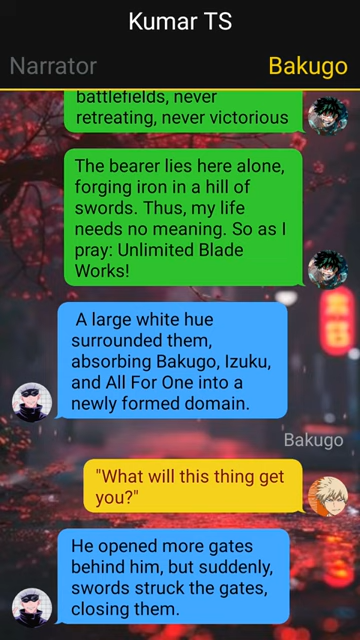 Kumar TS
Narrator
Bakugo
battlefields, never
retreating, never victorious
The bearer lies here alone,
forging iron in a hill of
swords. Thus, my life
needs no meaning. So as I
pray: Unlimited Blade
Works!
A large white hue
surrounded them,
absorbing Bakugo, Izuku,
and All For One into a
newly formed domain.
Bakugo
"What will this thing get
you?"
He opened more gates
behind him, but suddenly,
swords struck the gates,
closing them.